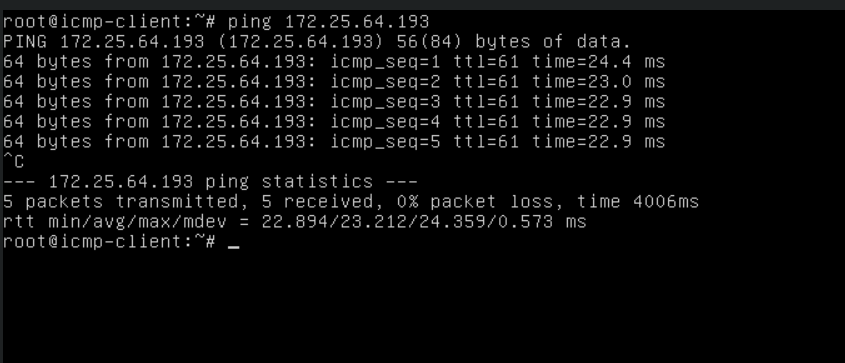 root@icmp-client:~# ping 172.25.64.193
PING 172.25.64.193 (172.25.64.193) 56(84) bytes of data.
64 bytes from 172.25.64.193: icmp_seq=1 ttl=61 time=24.4 ms
64 bytes from 172.25.64.193: icmp_seq=2 ttl=61 time=23.0 ms
64 bytes from 172.25.64.193: icmp_seq=3 ttl=61 time=22.9 ms
64 bytes from 172.25.64.193: icmp_seq=4 ttl=61 time=22.9 ms
64 bytes from 172.25.64.193: icmp_seq=5 ttl=61 time=22.9 ms
^C
--- 172.25.64.193 ping statistics ---
5 packets transmitted, 5 received, 0% packet loss, time 4006ms
rtt min/avg/max/mdev = 22.894/23.212/24.359/0.573 ms
root@icmp-client:~# _